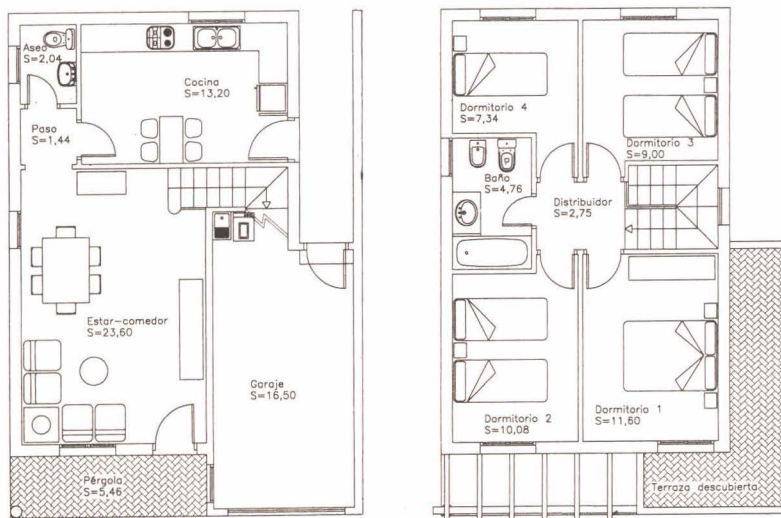 Aseo
S=2,04
Cocina
S=13,20
Paso
S=1,44
Estar-comedor
S=23,60
Garaje
S=16,50
Pérgola
S=5,46
Dormitorio 4
S=7,34
Dormitorio 3
S=9,00
Baño
S=4,76
Distribuidor
S=2,75
Dormitorio 2
S=10,08
Dormitorio 1
S=11,60
Terraza descubierta